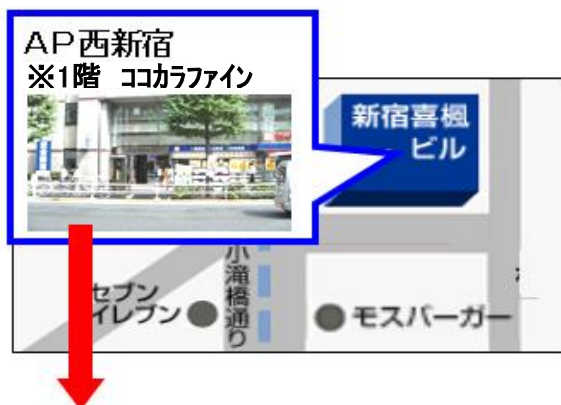 AP西新宿
※1階 ココカラファイン
新宿喜楓
ビル
小滝橋通り
セブン
イレブン
モスバーガー